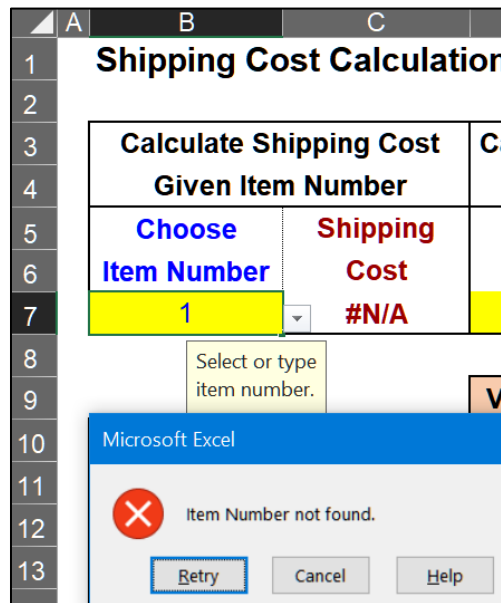 A B C
1 Shipping Cost Calculation
2
3 Calculate Shipping Cost
4 Given Item Number
5 Choose Shipping
6 Item Number Cost
7 1 #N/A
8 Select or type
9 item number.
10 Microsoft Excel
11
12 Item Number not found.
13 Retry Cancel Help